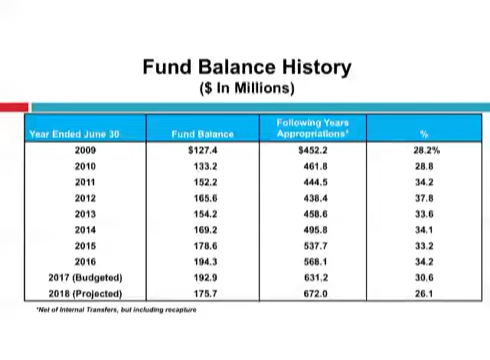 Fund Balance History
($ In Millions)
Following Years
Year Ended June 30 Fund Balance Appropriations* %
2009 $127.4 $452.2 28.2%
2010 133.2 461.8 28.8
2011 152.2 444.5 34.2
2012 165.6 438.4 37.8
2013 154.2 458.6 33.6
2014 169.2 495.8 34.1
2015 178.6 537.7 33.2
2016 194.3 568.1 34.2
2017 (Budgeted) 192.9 631.2 30.6
2018 (Projected) 175.7 672.0 26.1
*Net of Internal Transfers, but including recapture